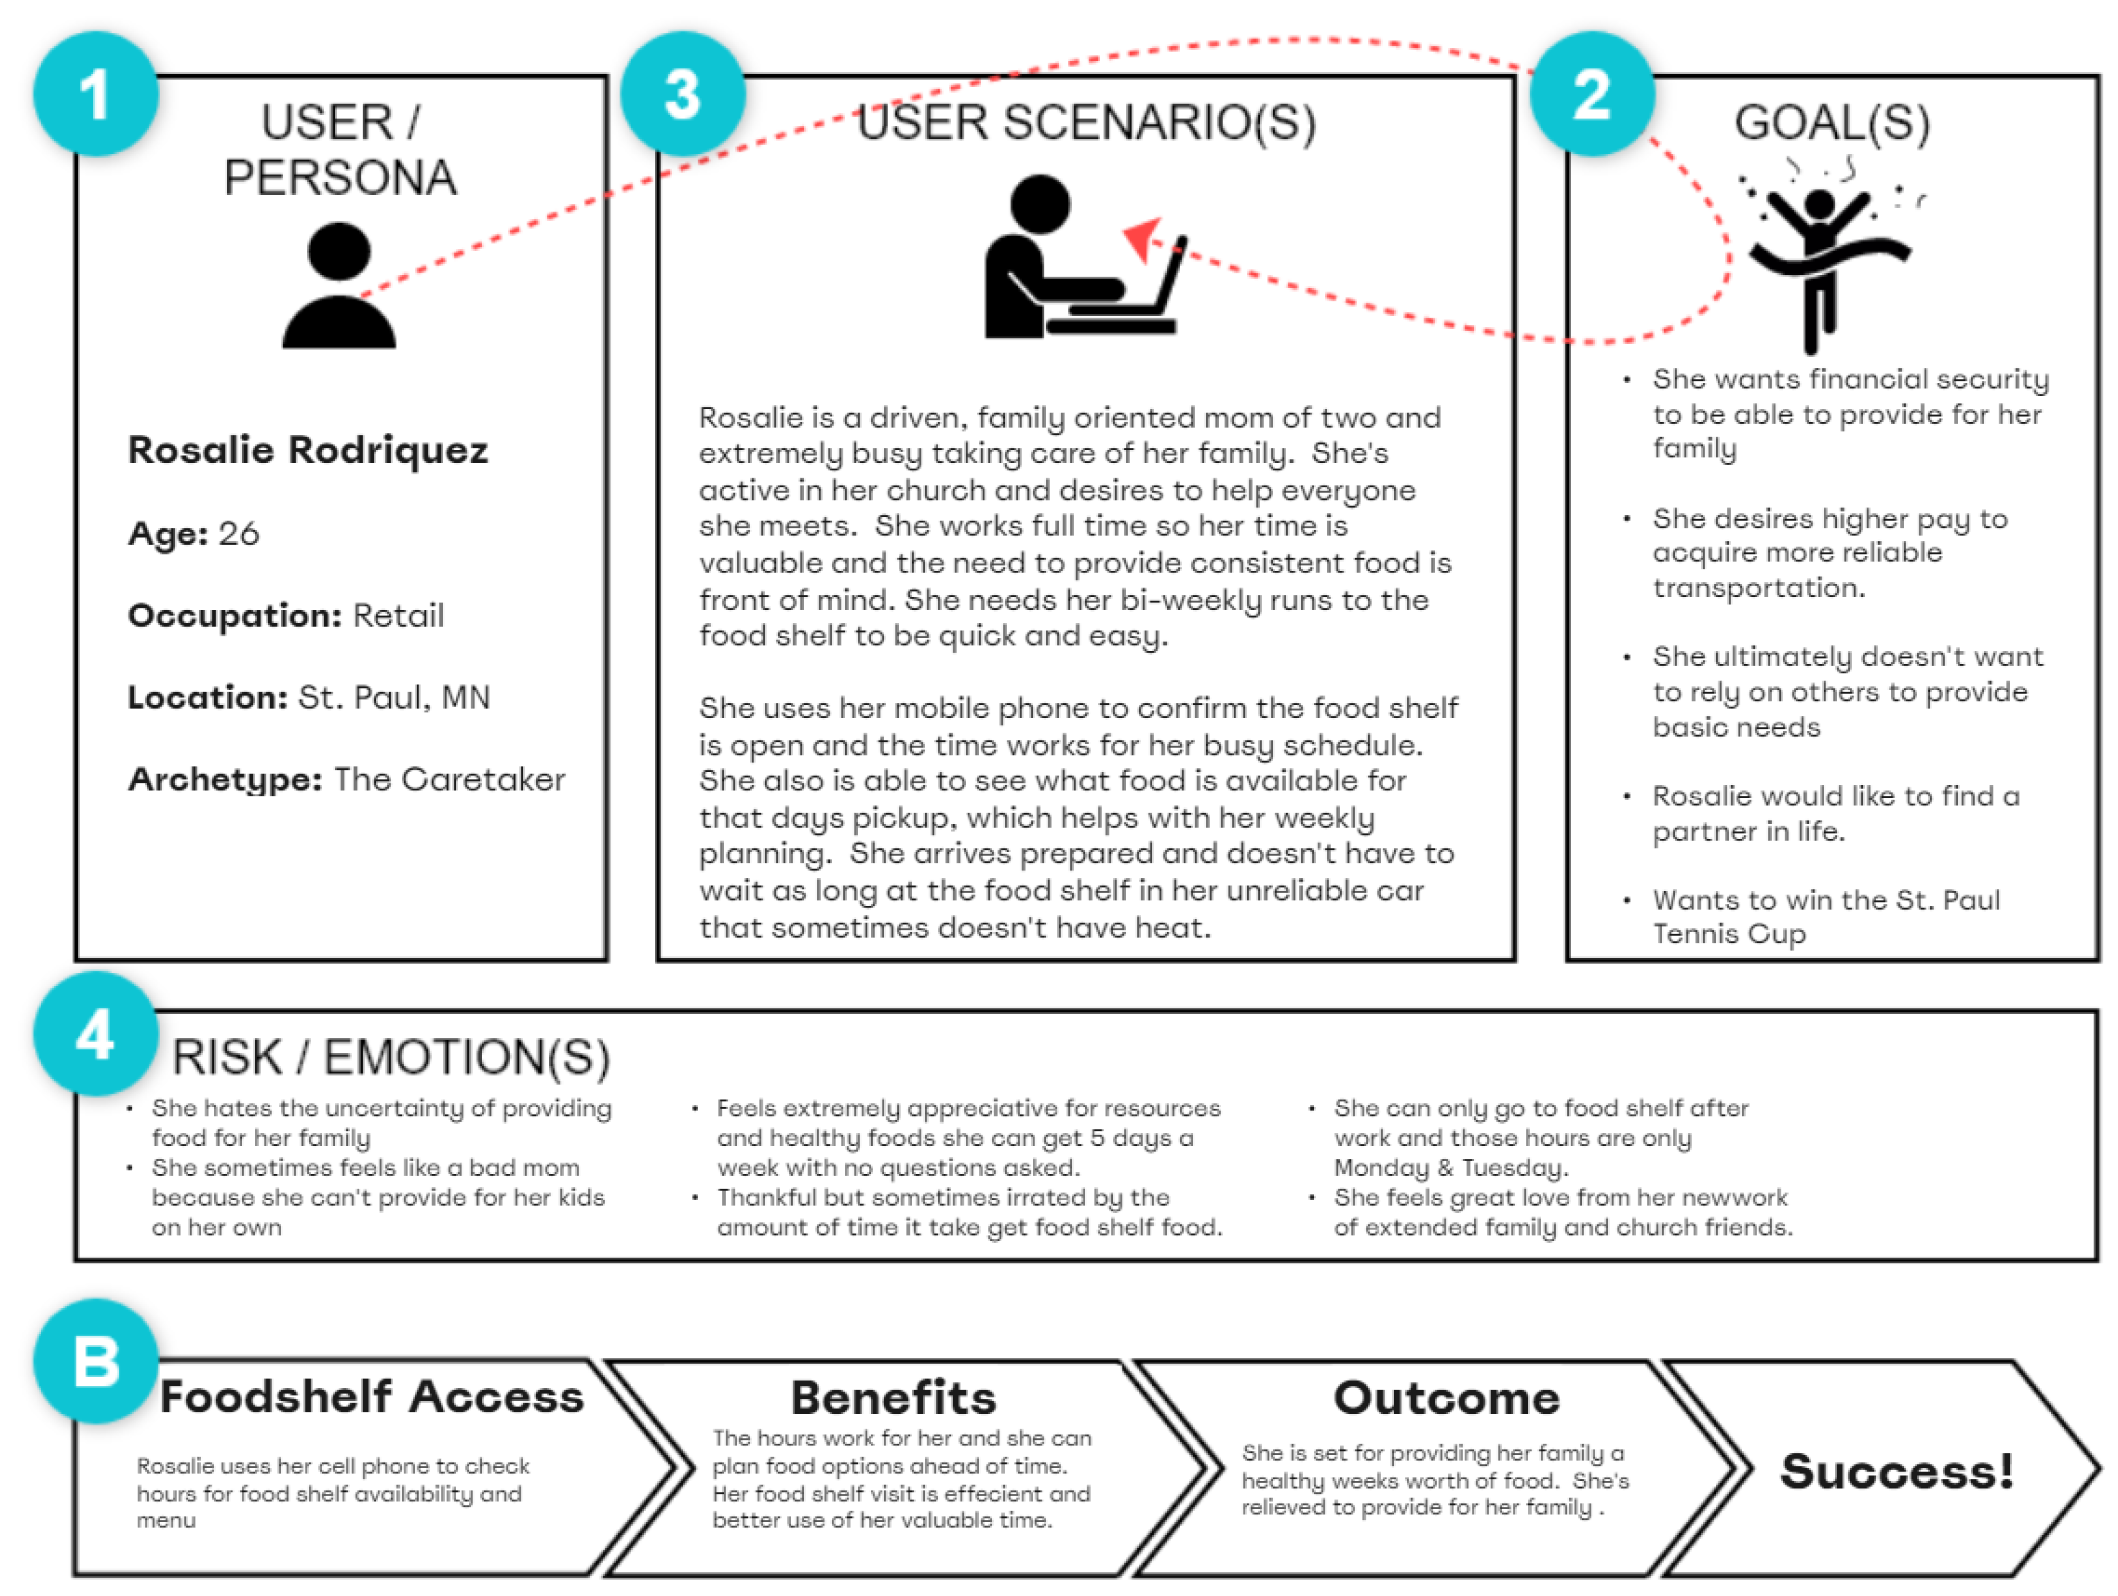 1
USER /
PERSONA
Rosalie Rodriquez
Age: 26
Occupation: Retail
Location: St. Paul, MN
Archetype: The Caretaker
3
USER SCENARIO(S)
Rosalie is a driven, family oriented mom of two and
extremely busy taking care of her family. She's
active in her church and desires to help everyone
she meets. She works full time so her time is
valuable and the need to provide consistent food is
front of mind. She needs her bi-weekly runs to the
food shelf to be quick and easy.
She uses her mobile phone to confirm the food shelf
is open and the time works for her busy schedule.
She also is able to see what food is available for
that days pickup, which helps with her weekly
planning. She arrives prepared and doesn't have to
wait as long at the food shelf in her unreliable car
that sometimes doesn't have heat.
2
GOAL(S)
• She wants financial security
to be able to provide for her
family
• She desires higher pay to
acquire more reliable
transportation.
• She ultimately doesn't want
to rely on others to provide
basic needs
• Rosalie would like to find a
partner in life.
• Wants to win the St. Paul
Tennis Cup
4
RISK / EMOTION(S)
• She hates the uncertainty of providing
food for her family
• She sometimes feels like a bad mom
because she can't provide for her kids
on her own
• Feels extremely appreciative for resources
and healthy foods she can get 5 days a
week with no questions asked.
• Thankful but sometimes irrated by the
amount of time it take get food shelf food.
• She can only go to food shelf after
work and those hours are only
Monday & Tuesday.
• She feels great love from her newwork
of extended family and church friends.
B
Foodshelf Access
Rosalie uses her cell phone to check
hours for food shelf availability and
menu
Benefits
The hours work for her and she can
plan food options ahead of time.
Her food shelf visit is effecient and
better use of her valuable time.
Outcome
She is set for providing her family a
healthy weeks worth of food. She's
relieved to provide for her family .
Success!